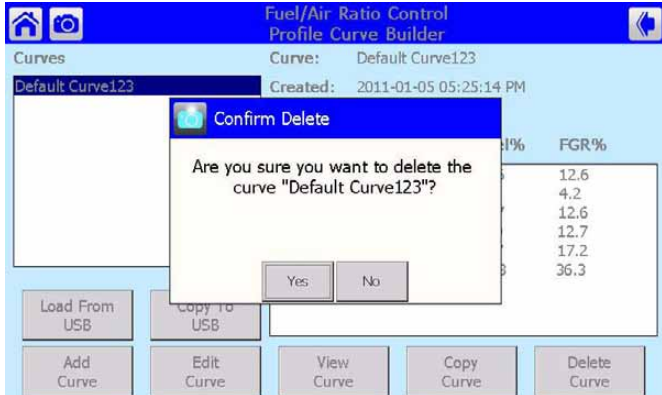 Fuel/Air Ratio Control
Profile Curve Builder
Curves
Curve: Default Curve123
Default Curve123
Created: 2011-01-05 05:25:14 PM
Confirm Delete
Are you sure you want to delete the
curve "Default Curve123"?
Yes No
FGR%
12.6
4.2
12.6
12.7
17.2
36.3
Load From
USB
Copy To
USB
Add
Curve
Edit
Curve
View
Curve
Copy
Curve
Delete
Curve